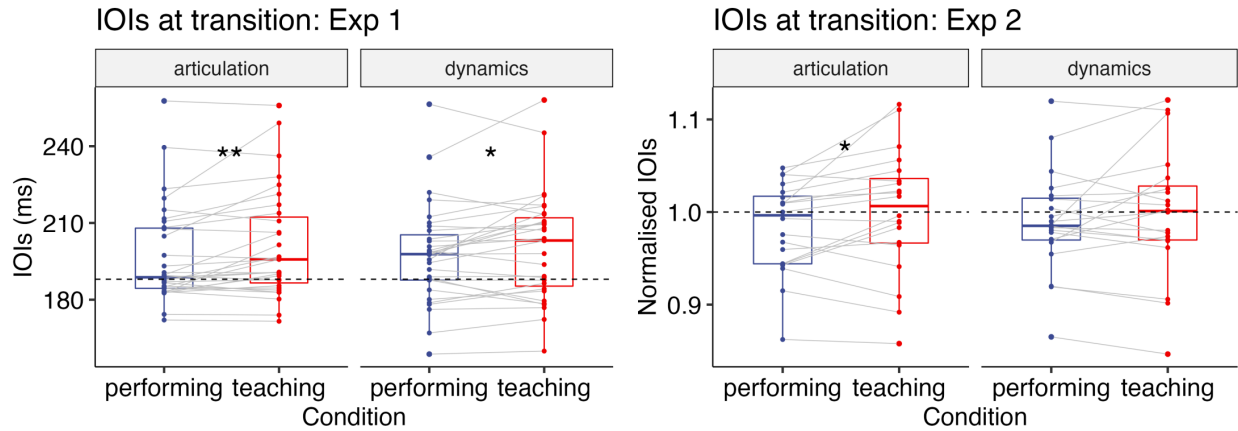 IOIs at transition: Exp 1
articulation
dynamics
IOIs (ms)
240
210
180
**
*
performing
teaching
performing
teaching
Condition
IOIs at transition: Exp 2
articulation
dynamics
Normalised IOIs
1.1
1.0
0.9
*
performing
teaching
performing
teaching
Condition